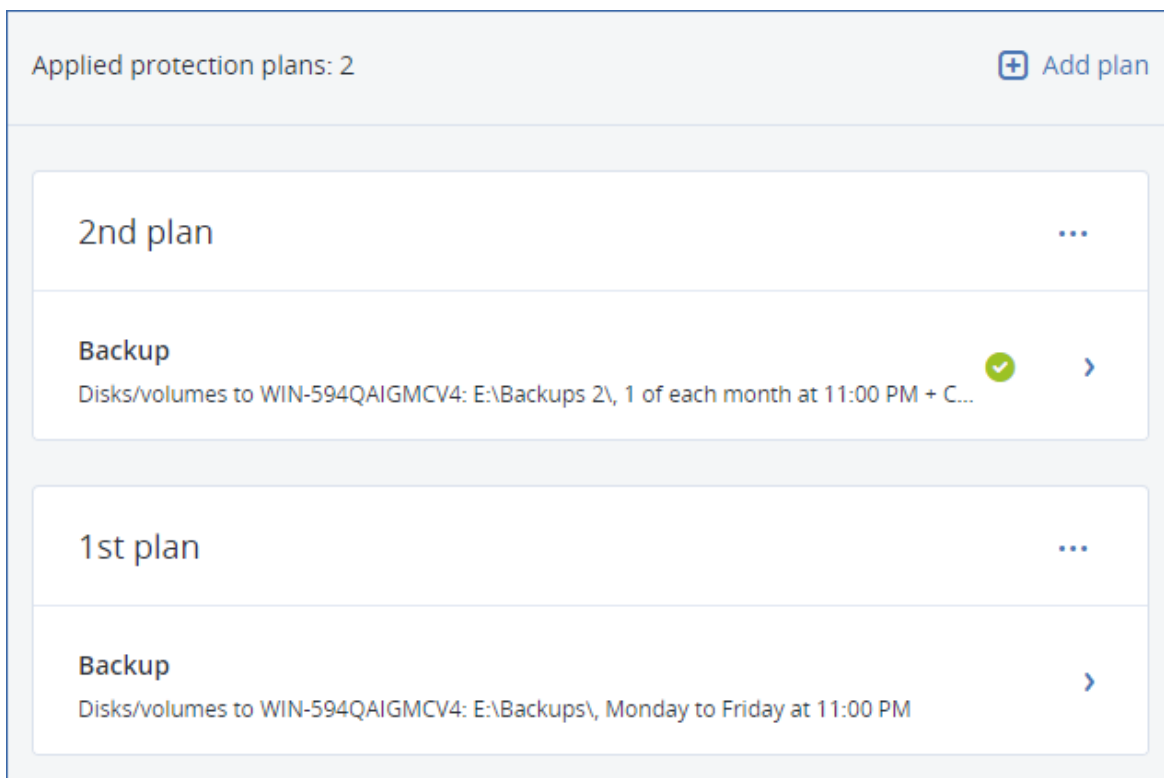 Applied protection plans: 2
Add plan
2nd plan
Backup
Disks/volumes to WIN-594QAIGMCV4: E:\Backups 2\, 1 of each month at 11:00 PM + C...
1st plan
Backup
Disks/volumes to WIN-594QAIGMCV4: E:\Backups\, Monday to Friday at 11:00 PM